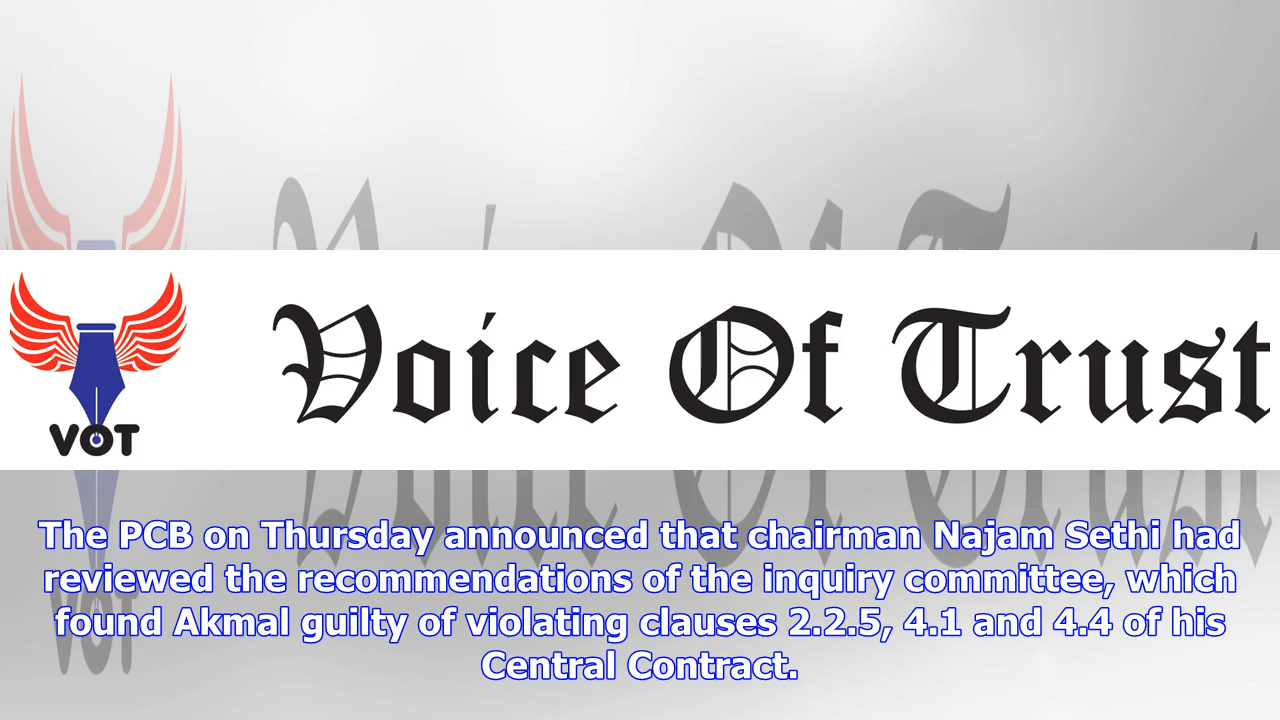 Voice Of Trust
VOT
The PCB on Thursday announced that chairman Najam Sethi had
reviewed the recommendations of the inquiry committee, which
found Akmal guilty of violating clauses 2.2.5, 4.1 and 4.4 of his
Central Contract.